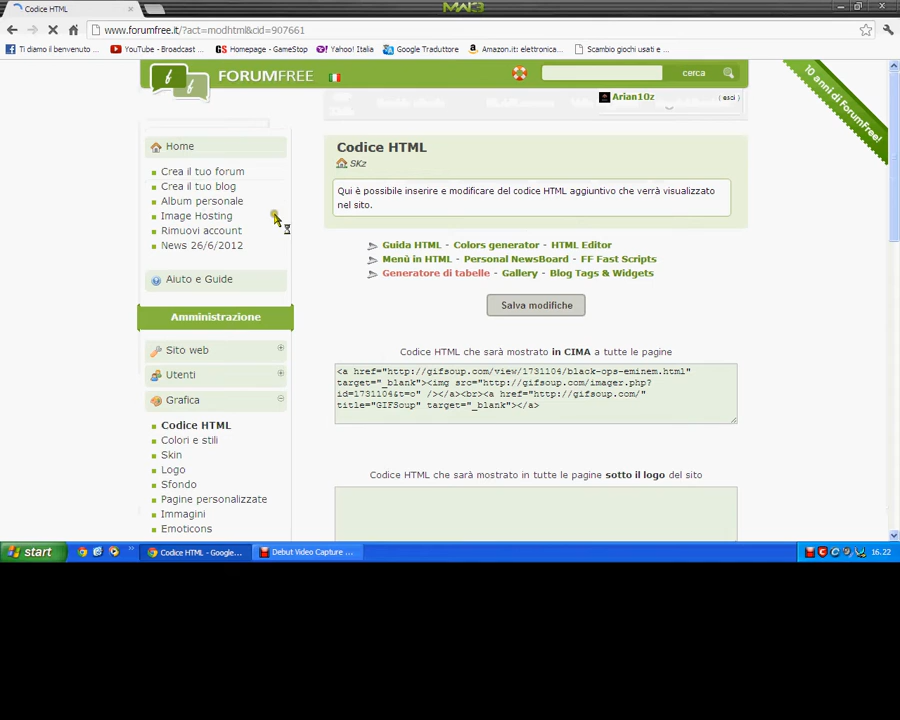 MW3
Codice HTML
www.forumfree.it/?act=modhtml&cid=907661
Ti diamo il benvenuto ... YouTube - Broadcast ... Homepage - GameStop Yahoo! Italia Google Traduttore Amazon.it: elettronica... Scambio giochi usati e ...
FORUMFREE
cerca
10 anni di ForumFree!
Arian10z
(esci)
Home
Crea il tuo forum
Crea il tuo blog
Album personale
Image Hosting
Rimuovi account
News 26/6/2012
Aiuto e Guide
Amministrazione
Sito web
Utenti
Grafica
Codice HTML
Colori e stili
Skin
Logo
Sfondo
Pagine personalizzate
Immagini
Emoticons
Codice HTML
SKz
Qui è possibile inserire e modificare del codice HTML aggiuntivo che verrà visualizzato
nel sito.
Guida HTML - Colors generator - HTML Editor
Menù in HTML - Personal NewsBoard - FF Fast Scripts
Generatore di tabelle - Gallery - Blog Tags & Widgets
Salva modifiche
Codice HTML che sarà mostrato in CIMA a tutte le pagine
<a href="http://gifsoup.com/view/1731104/black-ops-eminem.html"
target="_blank"><img src="http://gifsoup.com/imager.php?
id=1731104&t=o" /></a><br><a href="http://gifsoup.com/"
title="GIFSoup" target="_blank"></a>
Codice HTML che sarà mostrato in tutte le pagine sotto il logo del sito
start
Codice HTML - Google...
Debut Video Capture ...
16.22